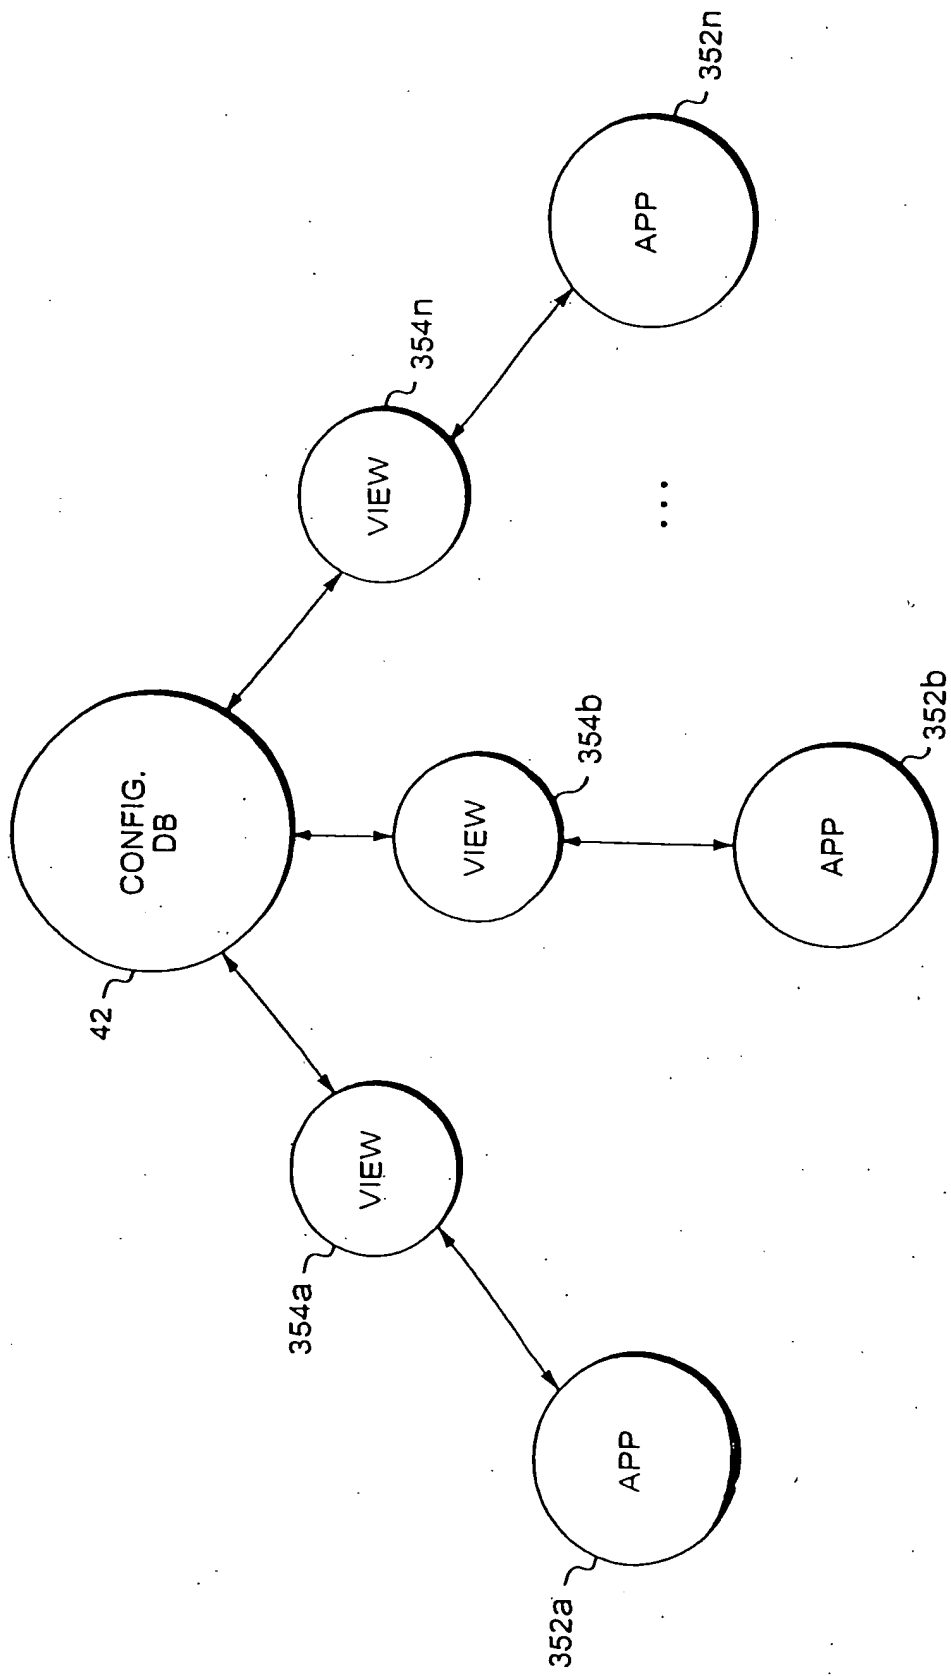 CONFIG.
DB
42
VIEW
354a
VIEW
354b
VIEW
354n
APP
352a
APP
352b
...
APP
352n